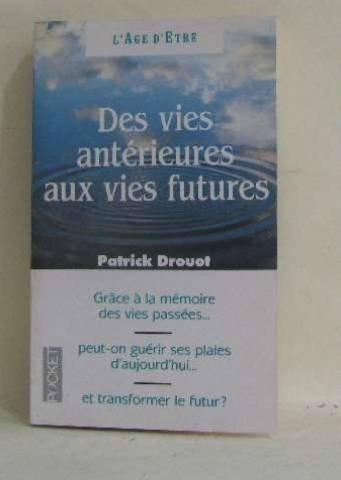 L'AGE D'ETRE
Des vies
antérieures
aux vies futures
Patrick Drouot
Grâce à la mémoire
des vies passées...
peut-on guérir ses plaies
d'aujourd'hui...
et transformer le futur?
POCKET